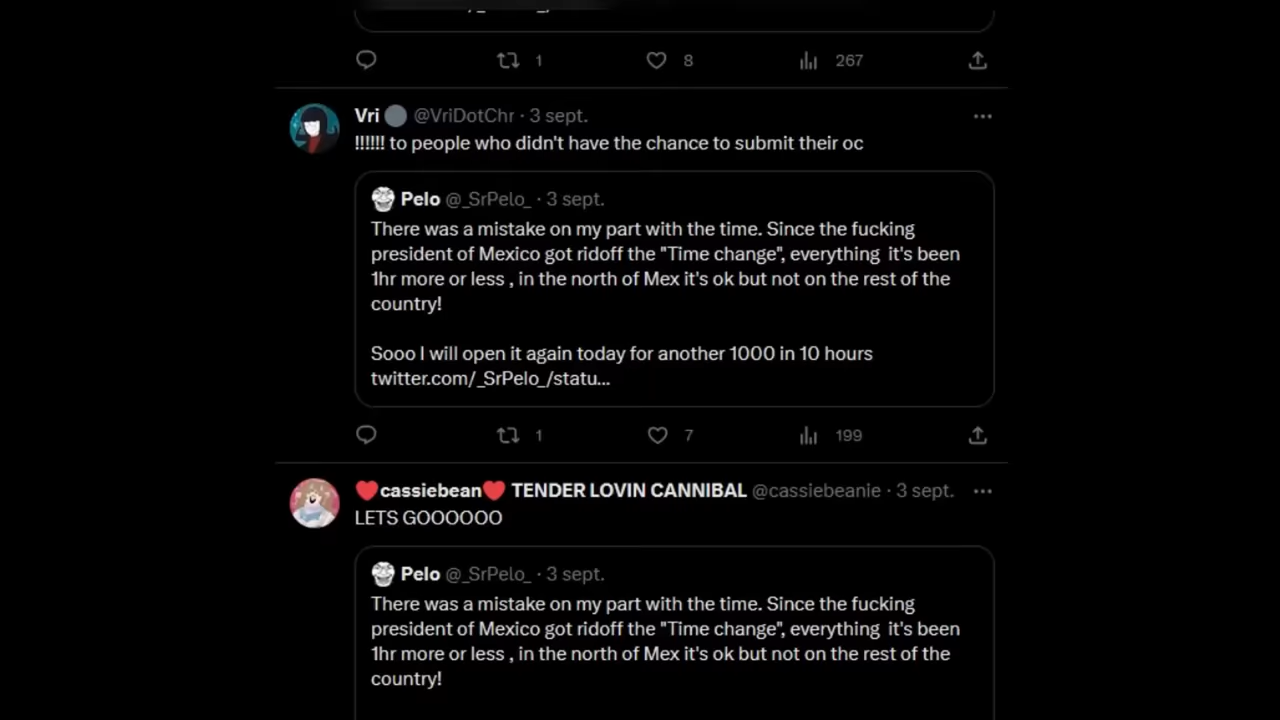 1 8 267
Vri @VriDotChr · 3 sept.
!!!!!! to people who didn't have the chance to submit their oc
Pelo @_SrPelo_ · 3 sept.
There was a mistake on my part with the time. Since the fucking
president of Mexico got ridoff the "Time change", everything it's been
1hr more or less , in the north of Mex it's ok but not on the rest of the
country!
Sooo I will open it again today for another 1000 in 10 hours
twitter.com/_SrPelo_/statu...
1 7 199
cassiebean TENDER LOVIN CANNIBAL @cassiebeanie · 3 sept.
LETS GOOOOOO
Pelo @_SrPelo_ · 3 sept.
There was a mistake on my part with the time. Since the fucking
president of Mexico got ridoff the "Time change", everything it's been
1hr more or less , in the north of Mex it's ok but not on the rest of the
country!